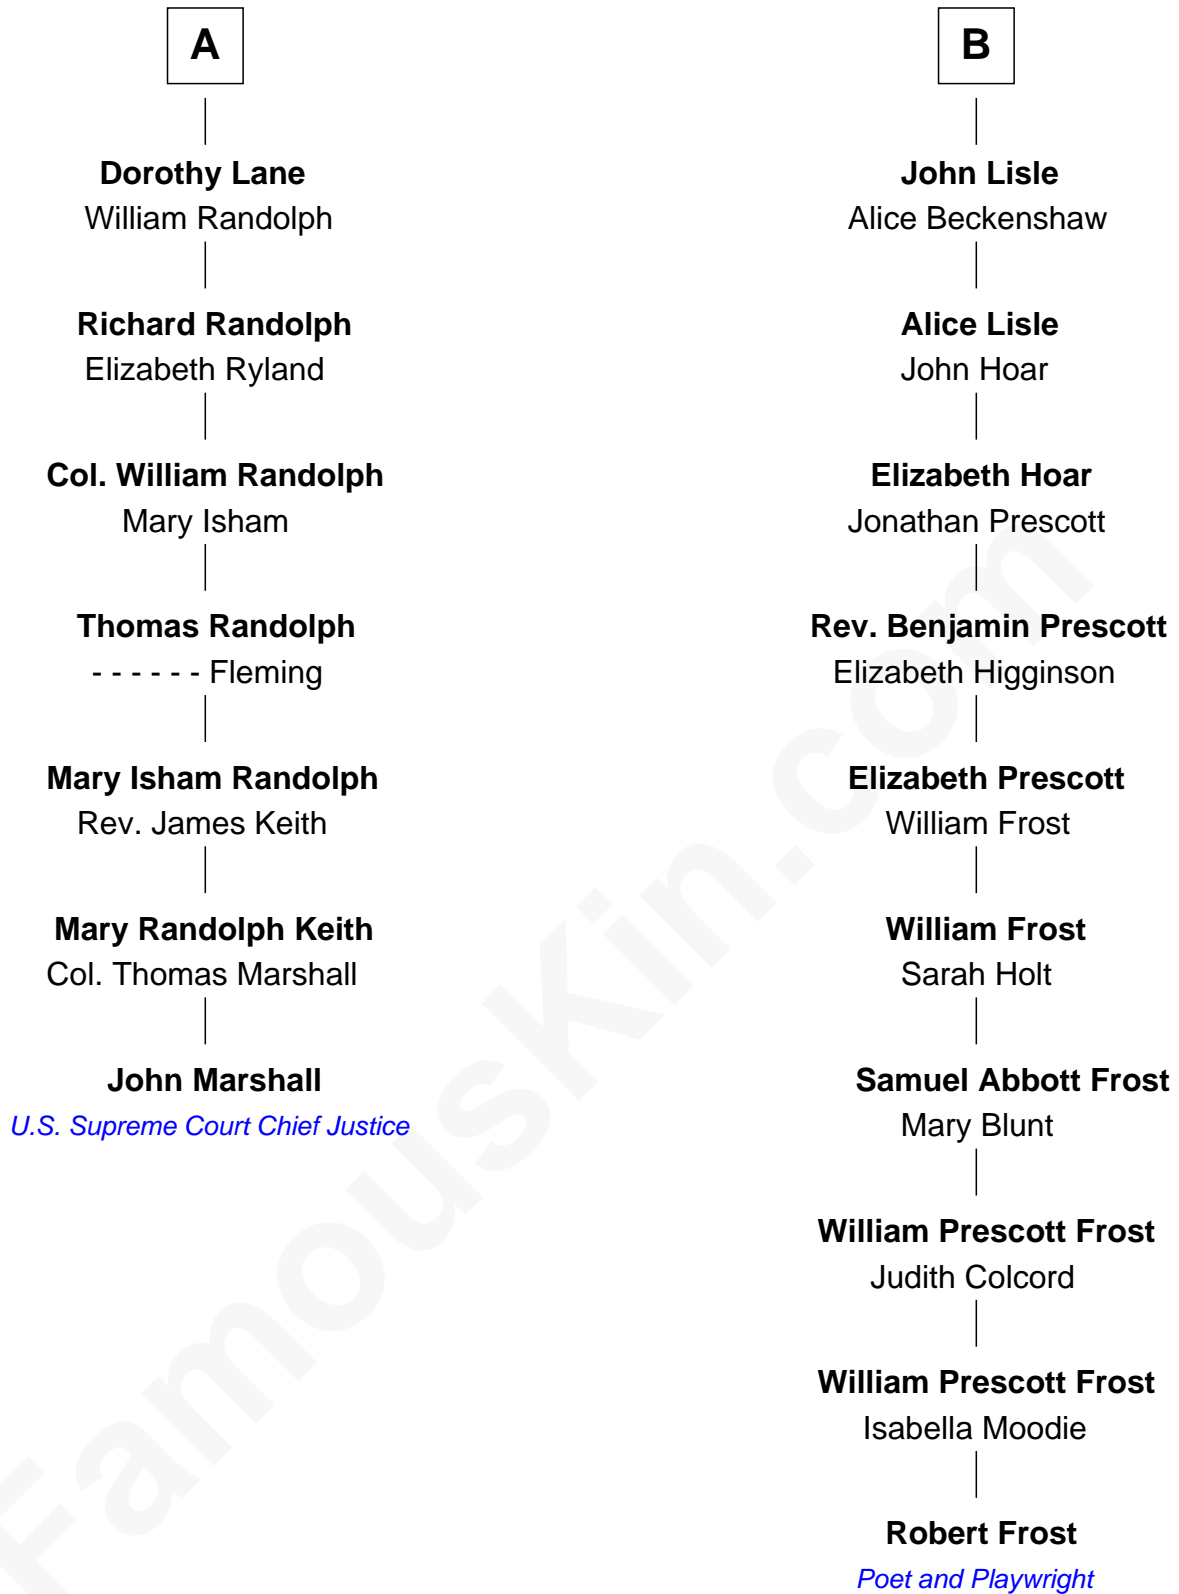 A
Dorothy Lane
William Randolph
Richard Randolph
Elizabeth Ryland
Col. William Randolph
Mary Isham
Thomas Randolph
- - - - - - Fleming
Mary Isham Randolph
Rev. James Keith
Mary Randolph Keith
Col. Thomas Marshall
John Marshall
U.S. Supreme Court Chief Justice
B
John Lisle
Alice Beckenshaw
Alice Lisle
John Hoar
Elizabeth Hoar
Jonathan Prescott
Rev. Benjamin Prescott
Elizabeth Higginson
Elizabeth Prescott
William Frost
William Frost
Sarah Holt
Samuel Abbott Frost
Mary Blunt
William Prescott Frost
Judith Colcord
William Prescott Frost
Isabella Moodie
Robert Frost
Poet and Playwright
FamousKin.com